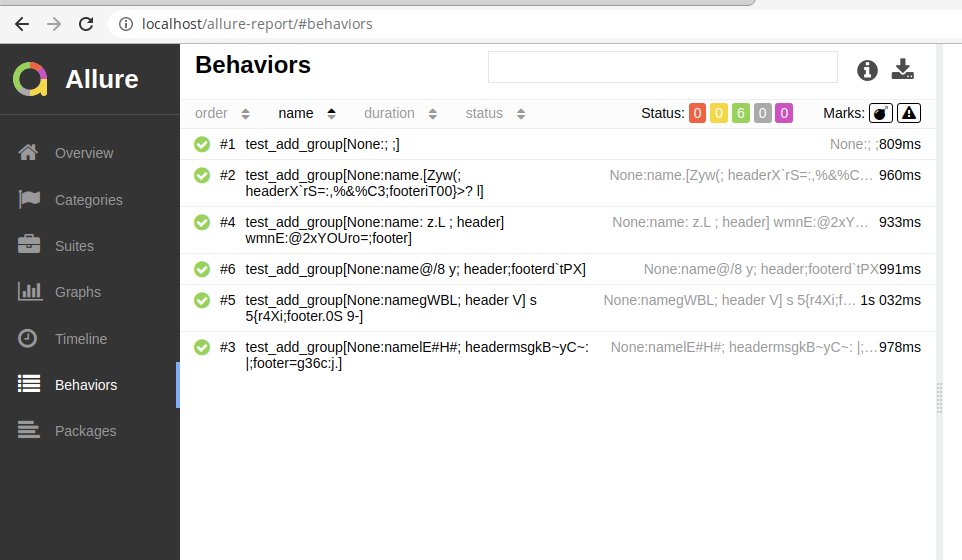 localhost/allure-report/#behaviors
Allure
Overview
Categories
Suites
Graphs
Timeline
Behaviors
Packages
Behaviors
order name duration status Status: 0 0 6 0 0 Marks:
#1 test_add_group[None:; ;] None:; ; 809ms
#2 test_add_group[None:name.[Zyw(; None:name.[Zyw(; headerX`rS=:,%&%C… 960ms
headerX`rS=:,%&%C3;footeriT00}>? l]
#4 test_add_group[None:name: z.L ; header] None:name: z.L ; header] wmnE:@2xY… 933ms
wmnE:@2xYOUro=;footer]
#6 test_add_group[None:name@/8 y; header;footerd`tPX] None:name@/8 y; header;footerd`tPX 991ms
#5 test_add_group[None:namegWBL; header V] s None:namegWBL; header V] s 5{r4Xi;f… 1s 032ms
5{r4Xi;footer.0S 9-]
#3 test_add_group[None:namelE#H#; headermsgkB~yC~: None:namelE#H#; headermsgkB~yC~: |;… 978ms
|;footer=g36c:j.]